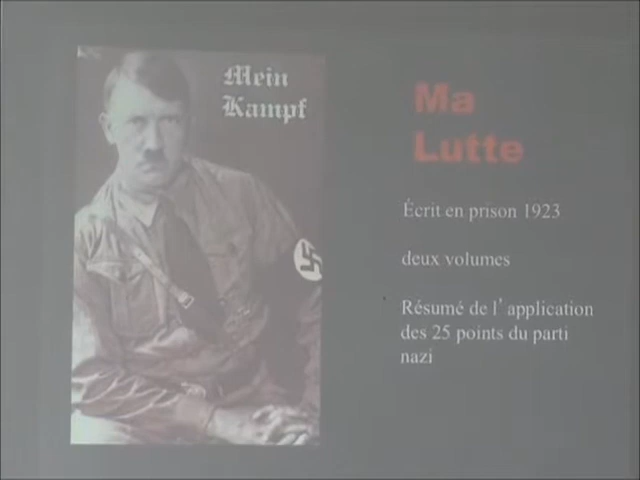 Mein
Kampf
Ma
Lutte
Écrit en prison 1923
deux volumes
Résumé de l'application
des 25 points du parti
nazi